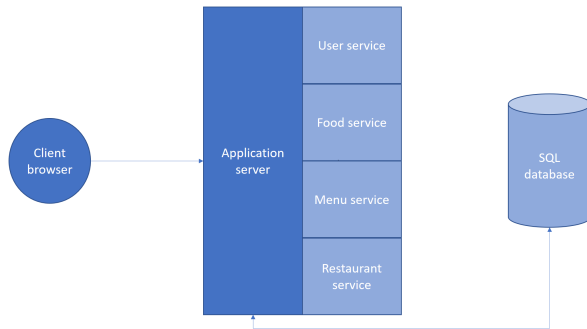 User service
Food service
Client
browser
Application
server
SQL
database
Menu service
Restaurant
service